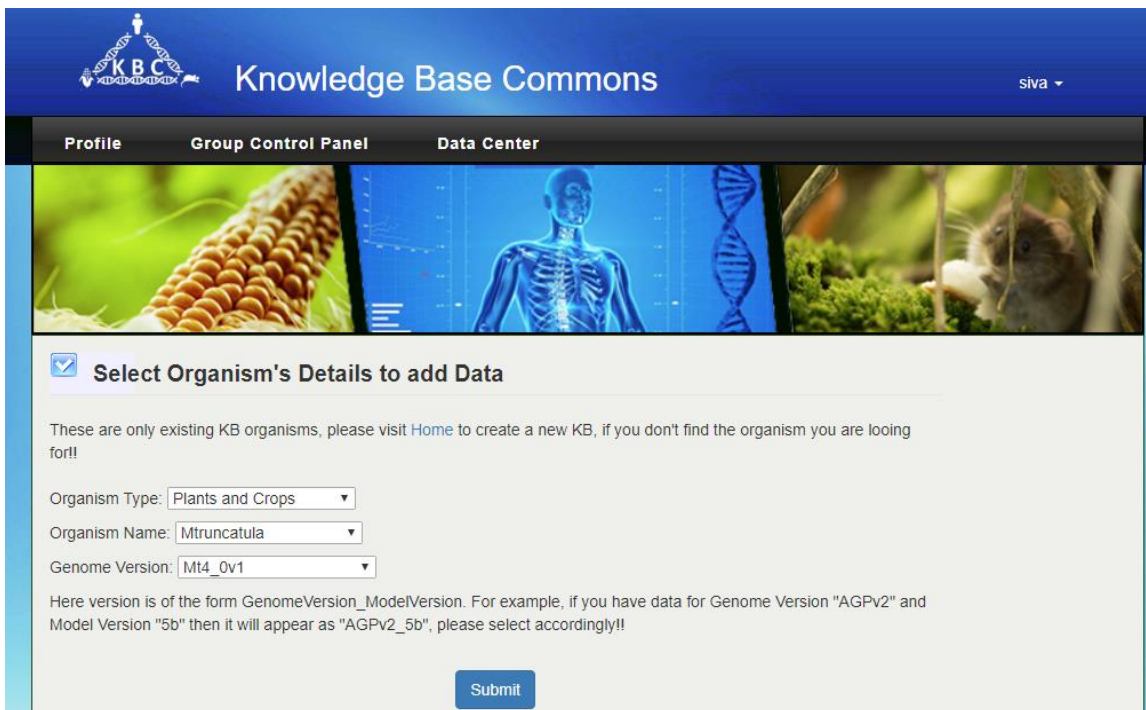 KBC
Knowledge Base Commons
siva
Profile Group Control Panel Data Center
Select Organism's Details to add Data
These are only existing KB organisms, please visit Home to create a new KB, if you don't find the organism you are looing
for!!
Organism Type: Plants and Crops
Organism Name: Mtruncatula
Genome Version: Mt4_0v1
Here version is of the form GenomeVersion_ModelVersion. For example, if you have data for Genome Version "AGPv2" and
Model Version "5b" then it will appear as "AGPv2_5b", please select accordingly!!
Submit